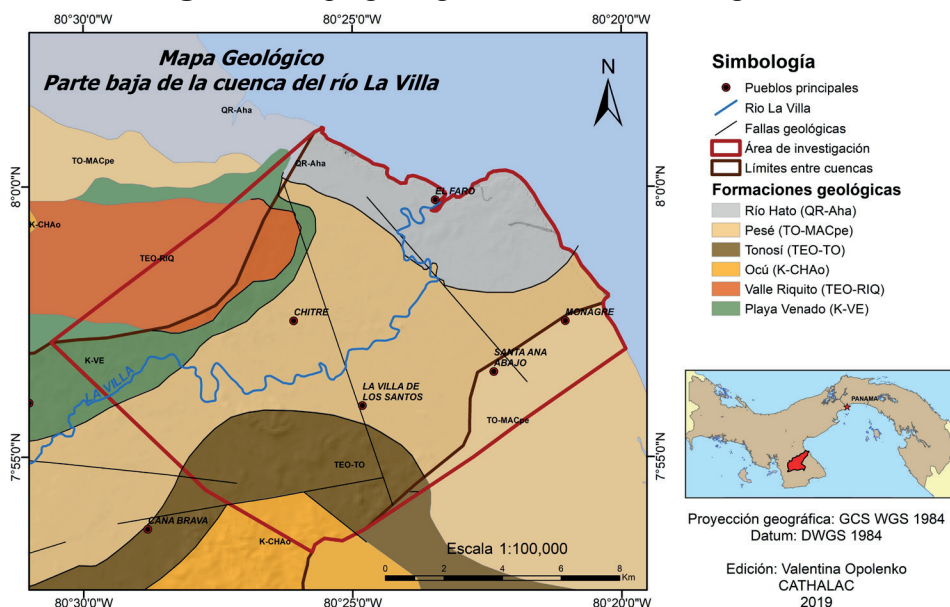 80°30'0"W
80°25'0"W
80°20'0"W
Mapa Geológico
Parte baja de la cuenca del río La Villa
N
QR-Aha
TO-MACpe
QR-Aha
8°0'0"N
8°0'0"N
EL FARO
K-CHAo
TEO-RIQ
CHITRÉ
MONAGRE
K-VE
SANTA ANA
ABAJO
LA VILLA
LA VILLA DE
LOS SANTOS
TO-MACpe
7°55'0"N
7°55'0"N
TEO-TO
CAÑA BRAVA
K-CHAo
Escala 1:100,000
0 2 4 6 8
Km
80°30'0"W
80°25'0"W
80°20'0"W
Simbología
Pueblos principales
Rio La Villa
Fallas geológicas
Área de investigación
Límites entre cuencas
Formaciones geológicas
Río Hato (QR-Aha)
Pesé (TO-MACpe)
Tonosí (TEO-TO)
Ocú (K-CHAo)
Valle Riquito (TEO-RIQ)
Playa Venado (K-VE)
PANAMA
Proyección geográfica: GCS WGS 1984
Datum: DWGS 1984
Edición: Valentina Opolenko
CATHALAC
2019